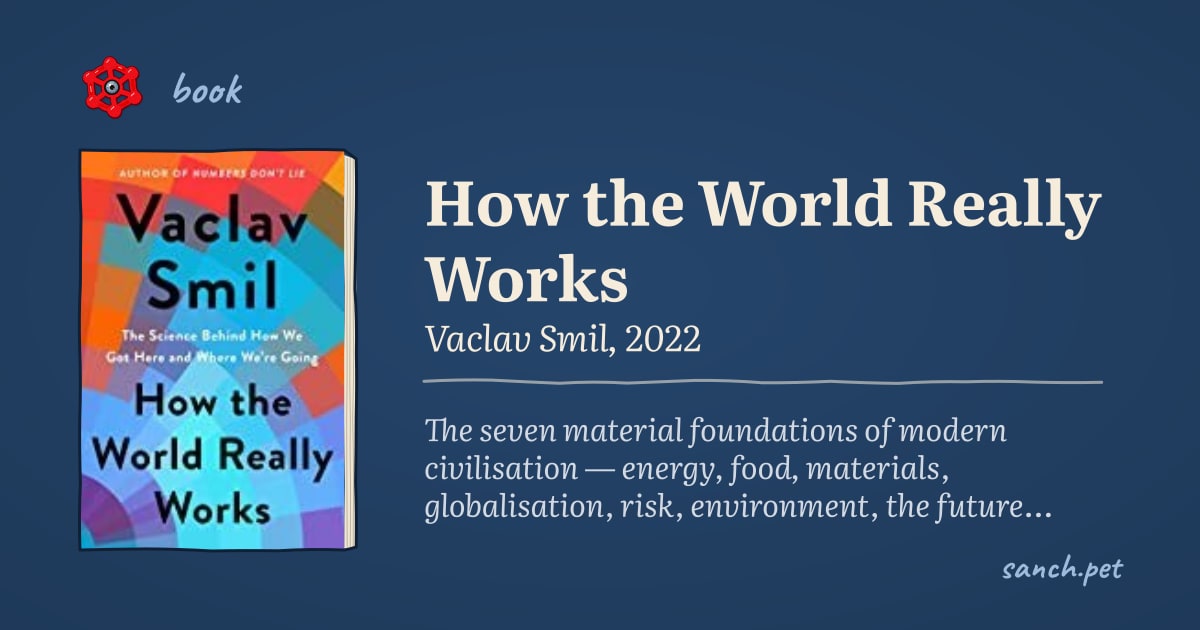 book
AUTHOR OF NUMBERS DON'T LIE
Vaclav
Smil
The Science Behind How We
Got Here and Where We're Going
How the
World Really
Works
How the World Really
Works
Vaclav Smil, 2022
The seven material foundations of modern
civilisation — energy, food, materials,
globalisation, risk, environment, the future...
sanch.pet